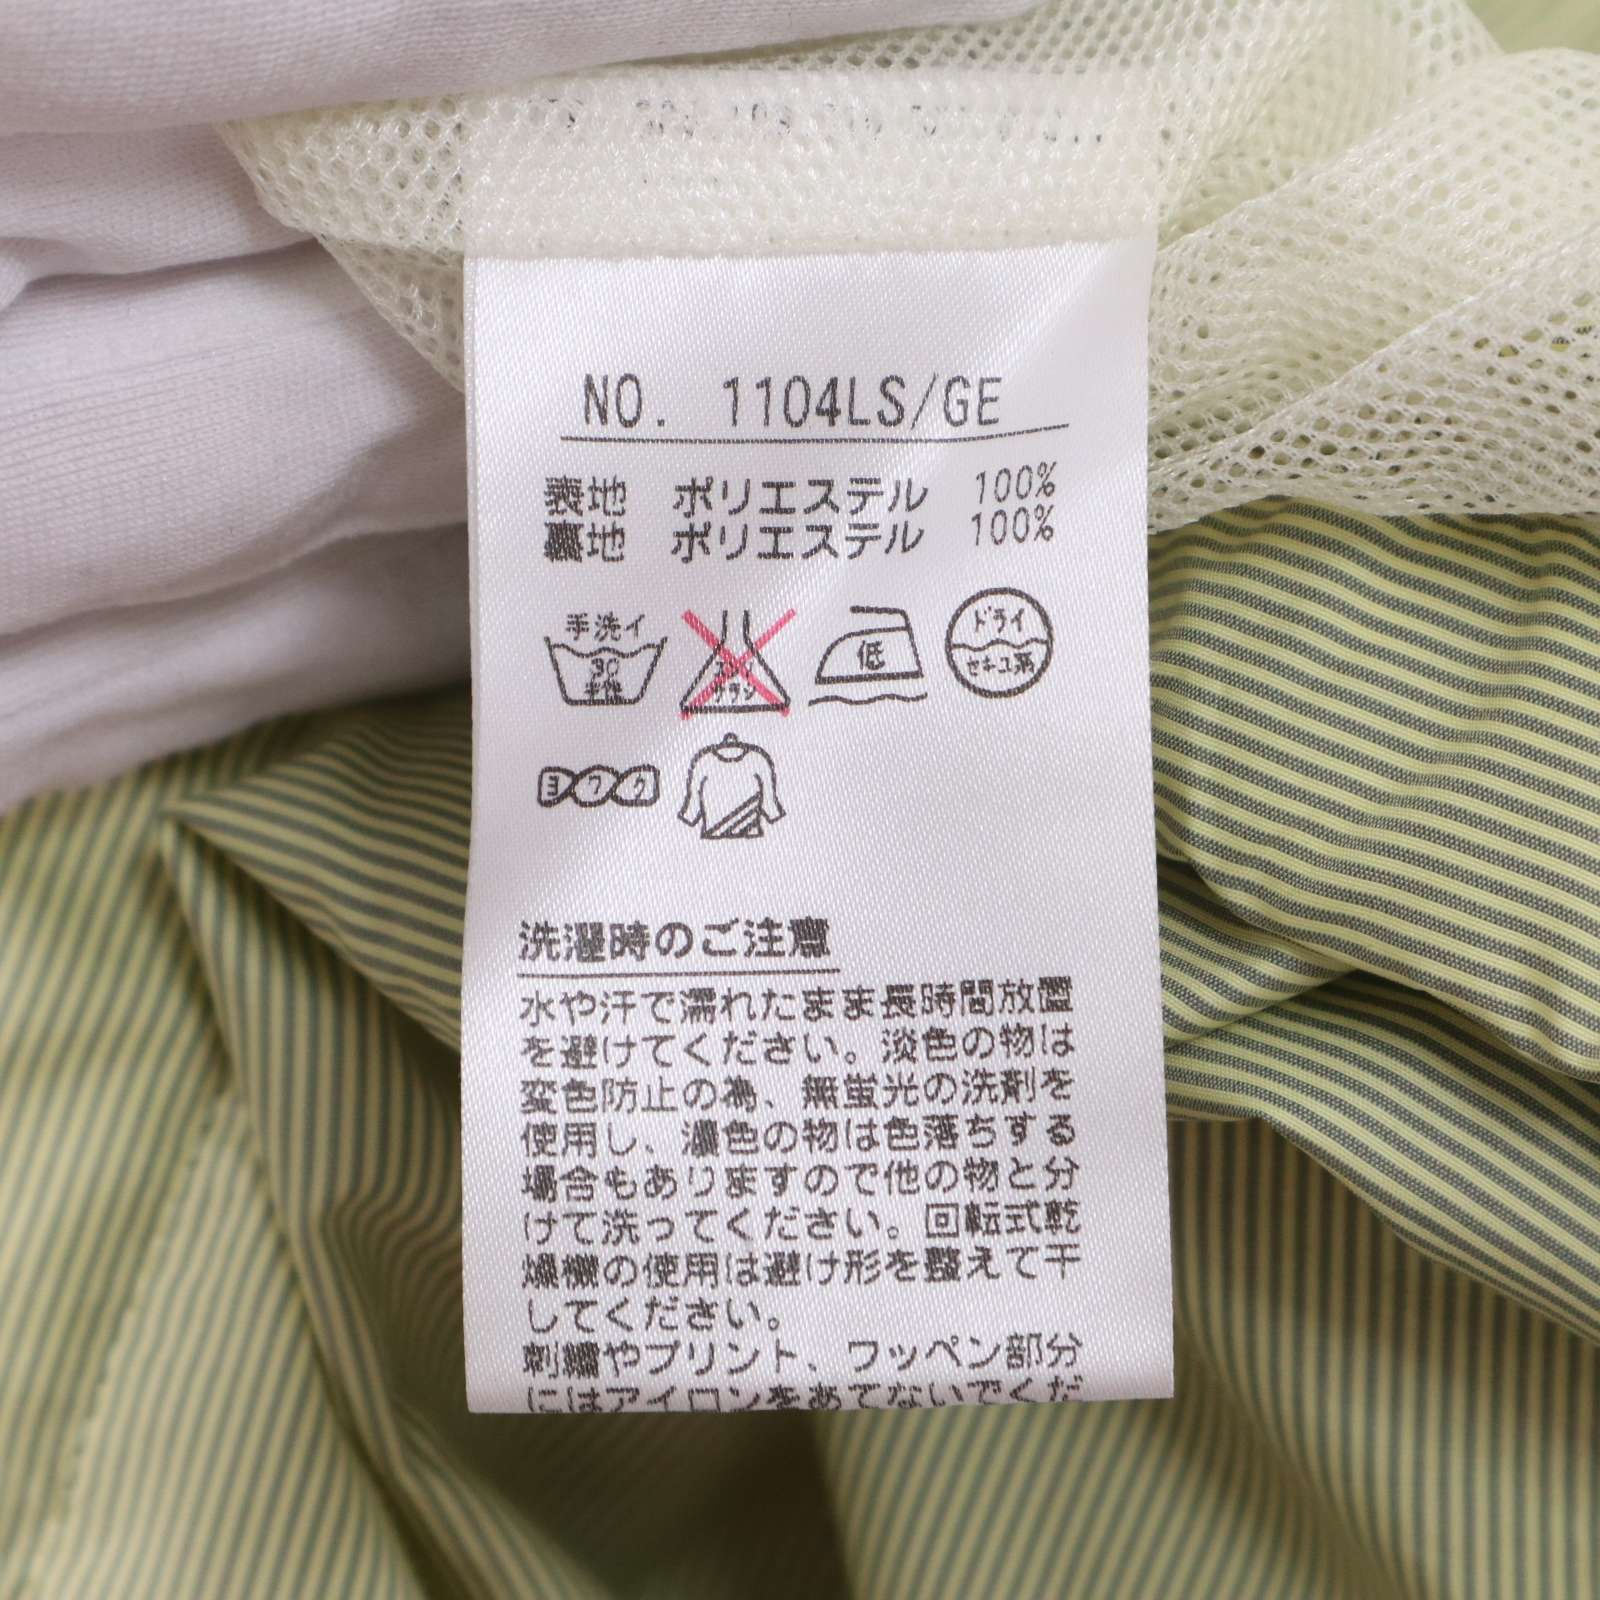 NO. 1104LS/GE
表地 ポリエステル 100%
裏地 ポリエステル 100%
手洗イ
30
中性
サラシ
低
ドライ
セキユ系
ヨワク
洗濯時のご注意
水や汗で濡れたまま長時間放置
を避けてください。淡色の物は
変色防止の為、無蛍光の洗剤を
使用し、濃色の物は色落ちする
場合もありますので他の物と分
けて洗ってください。回転式乾
燥機の使用は避け形を整えて干
してください。
刺繍やプリント、ワッペン部分
にはアイロンをあてないでくだ